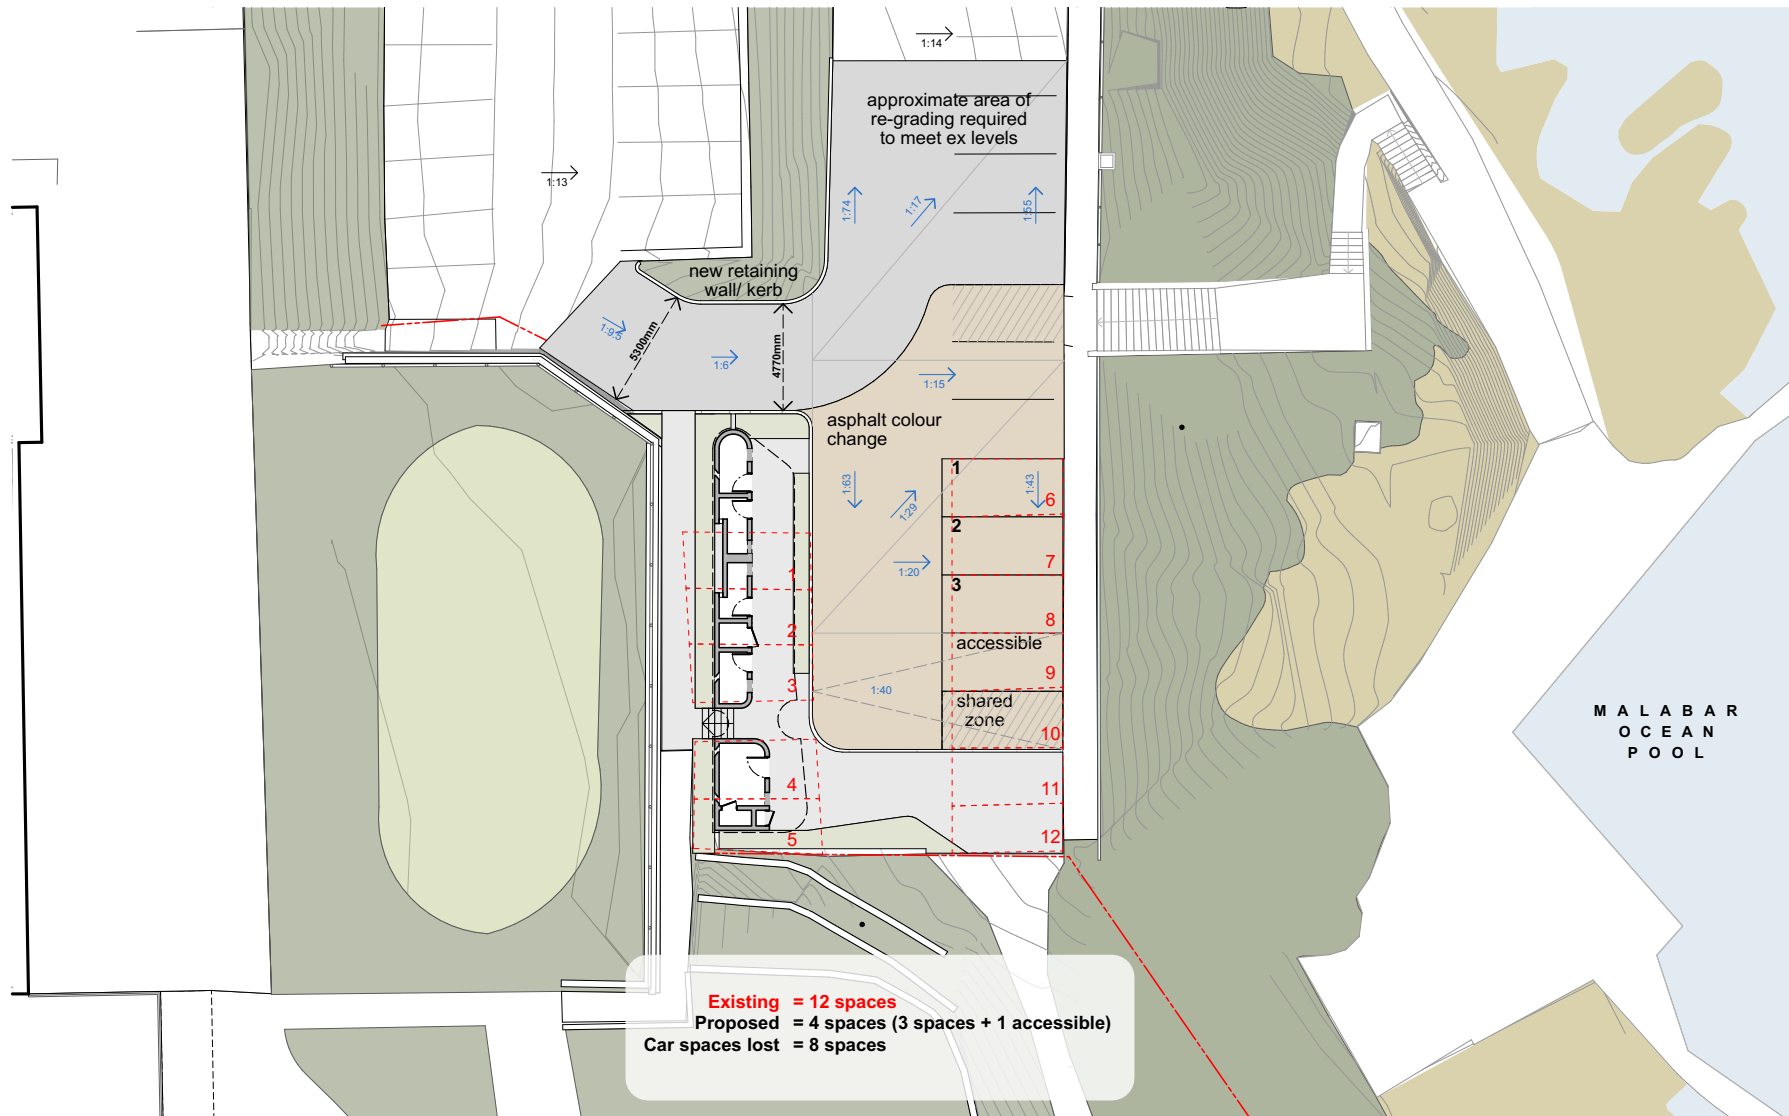 1:14
approximate area of
re-grading required
to meet ex levels
1:13
1:74
1:17
1:55
new retaining
wall/ kerb
1:9.5
5300mm
1:6
4770mm
1:15
asphalt colour
change
1
1:63
1:29
1:43
6
2
1:20
7
1
3
8
2
accessible
9
3
1:40
shared
zone
10
4
11
5
12
MALABAR
OCEAN
POOL
Existing = 12 spaces
Proposed = 4 spaces (3 spaces + 1 accessible)
Car spaces lost = 8 spaces